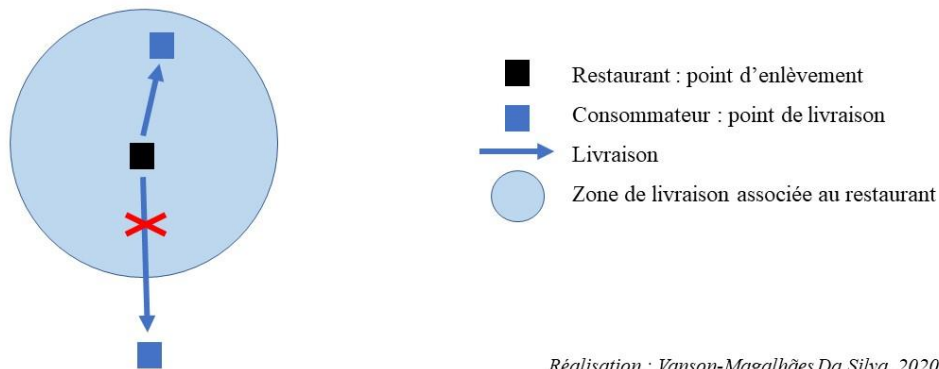 Restaurant : point d’enlèvement
Consommateur : point de livraison
Livraison
Zone de livraison associée au restaurant
Réalisation : Vanson-Magalhães Da Silva, 2020